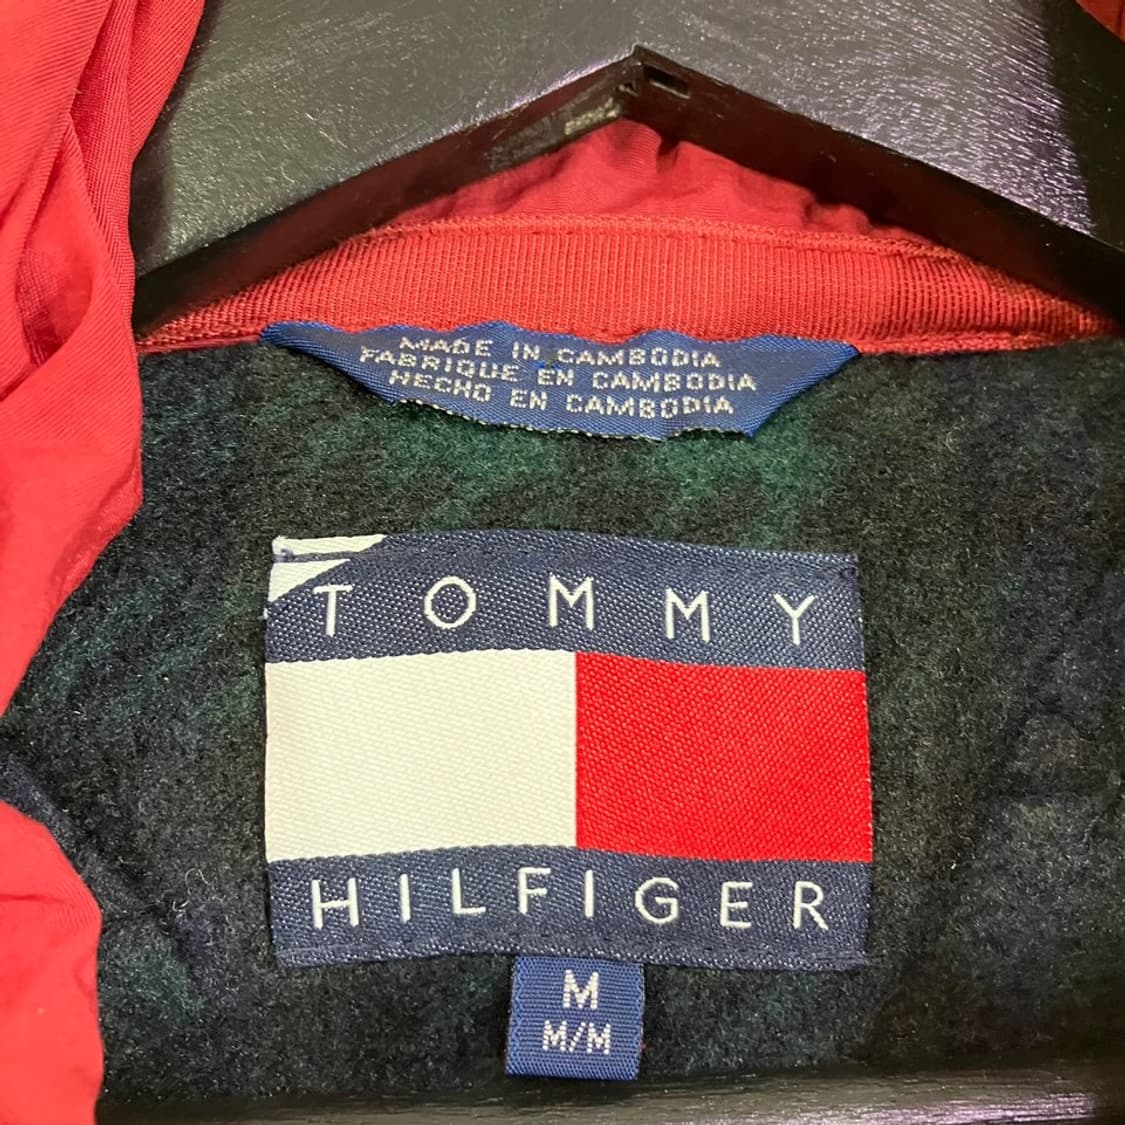 MADE IN CAMBODIA
FABRIQUE EN CAMBODIA
HECHO EN CAMBODIA
TOMMY
HILFIGER
M
M/M